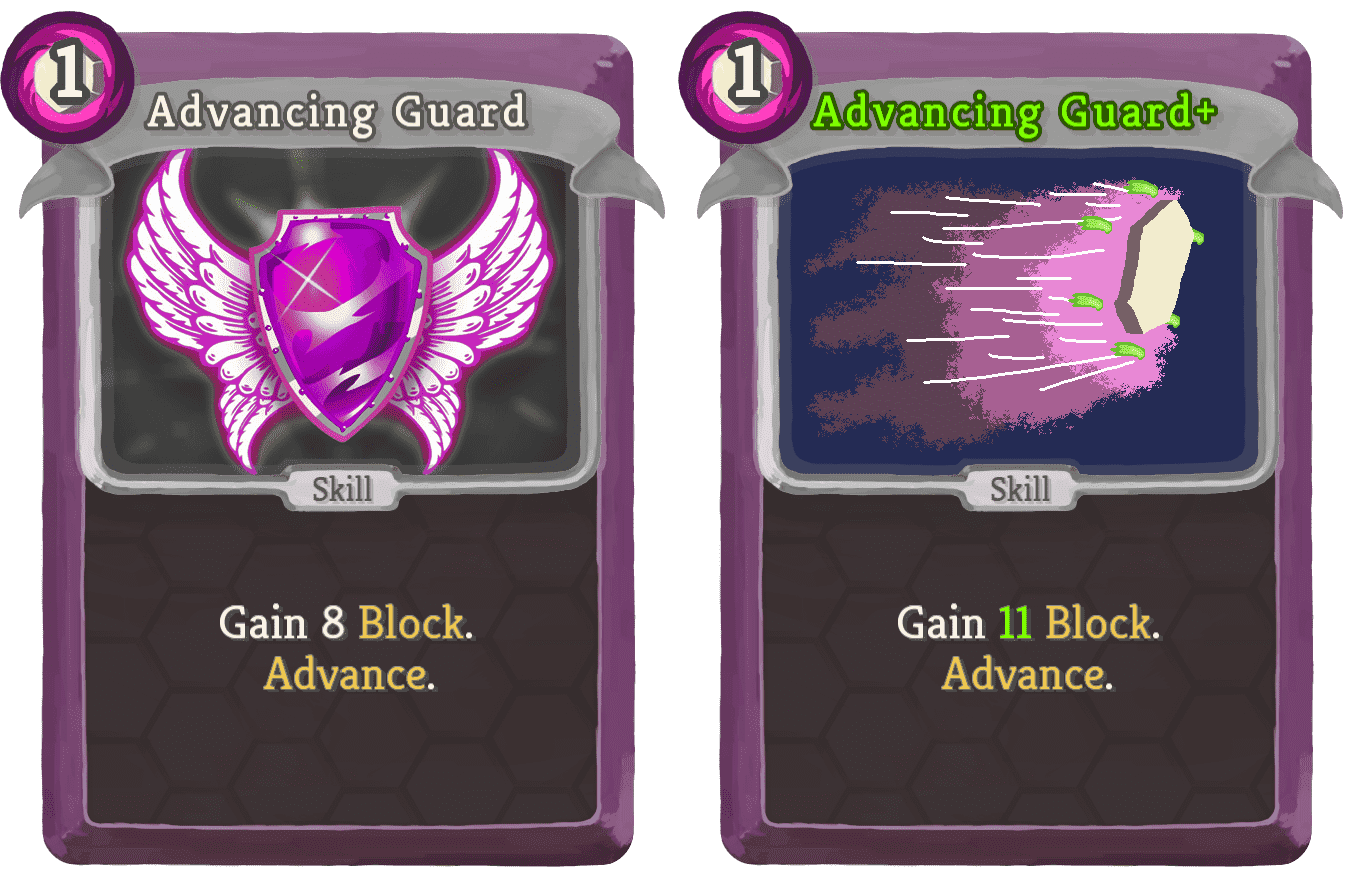 1
Advancing Guard
Skill
Gain 8 Block.
Advance.
1
Advancing Guard+
Skill
Gain 11 Block.
Advance.